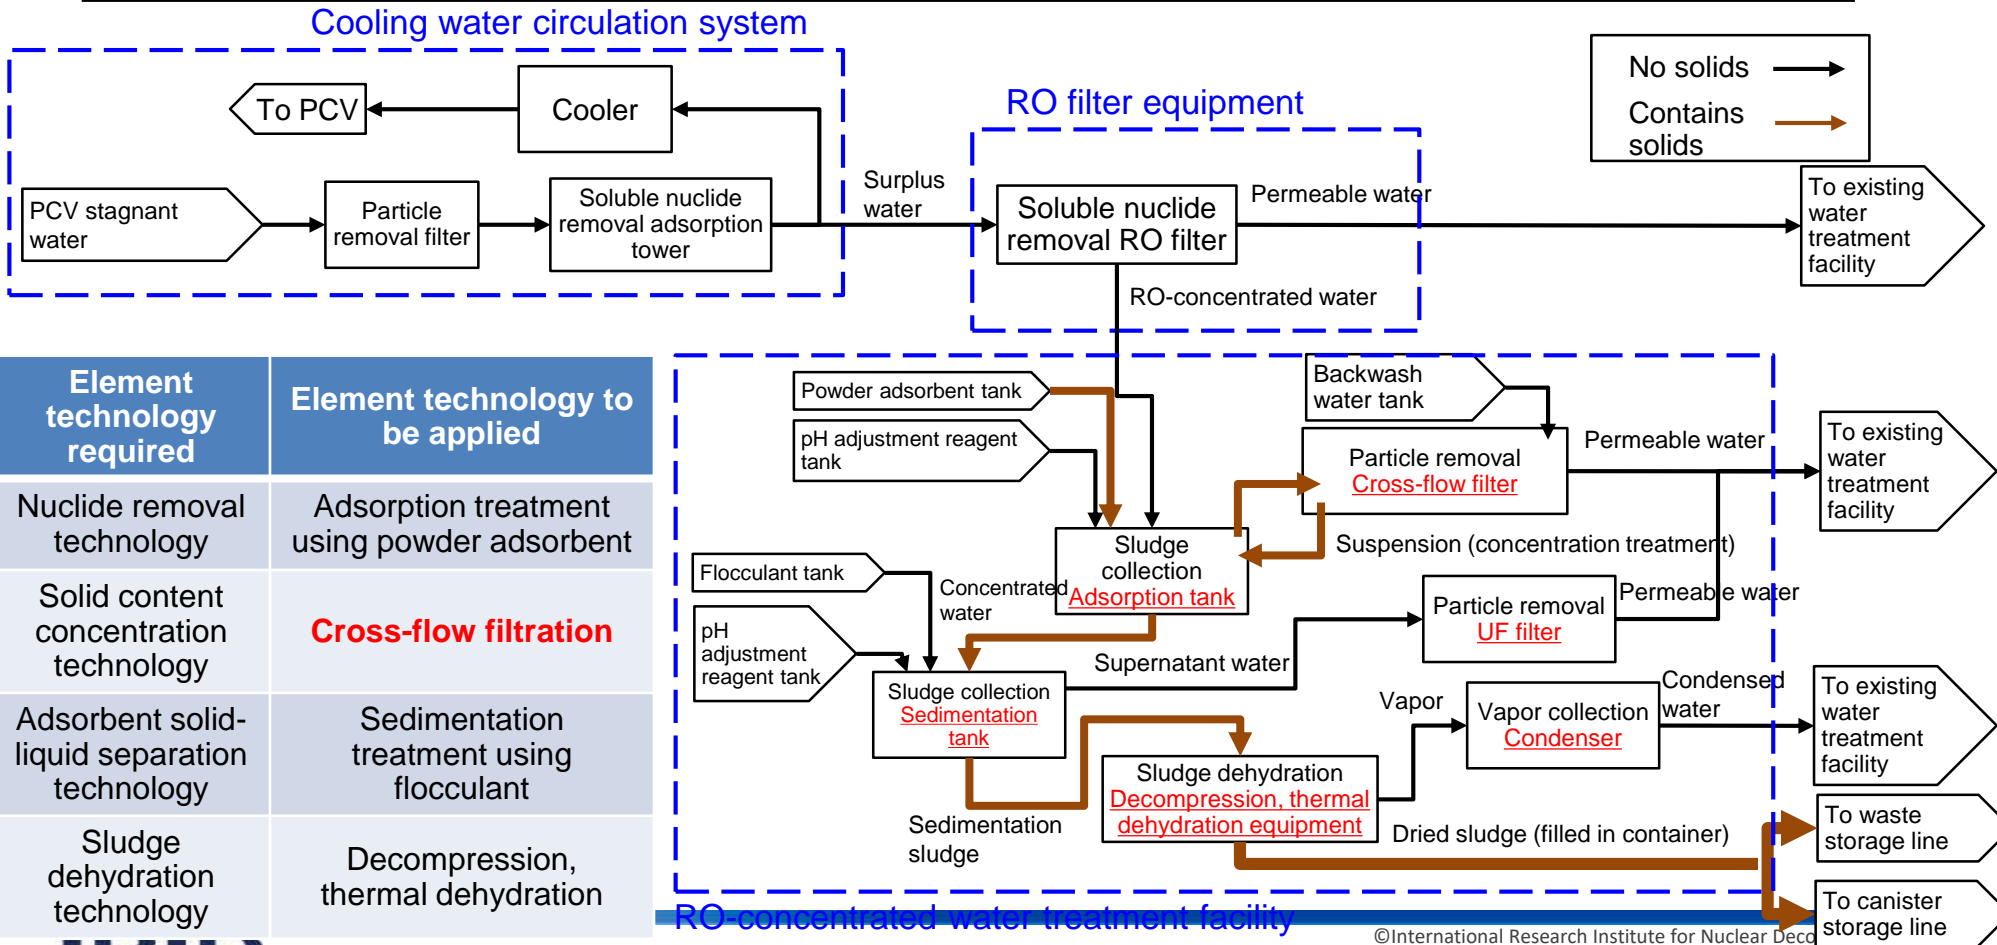 Cooling water circulation system
No solids
Contains
solids
To PCV
Cooler
RO filter equipment
PCV stagnant
water
Particle
removal filter
Soluble nuclide
removal adsorption
tower
Surplus
water
Soluble nuclide
removal RO filter
Permeable water
To existing
water
treatment
facility
RO-concentrated water
Element
technology
required
Element technology to
be applied
Nuclide removal
technology
Adsorption treatment
using powder adsorbent
Solid content
concentration
technology
Cross-flow filtration
Adsorbent solid-
liquid separation
technology
Sedimentation
treatment using
flocculant
Sludge
dehydration
technology
Decompression,
thermal dehydration
Powder adsorbent tank
pH adjustment reagent
tank
Backwash
water tank
Particle removal
Cross-flow filter
Permeable water
To existing
water
treatment
facility
Sludge
collection
Adsorption tank
Suspension (concentration treatment)
Flocculant tank
Concentrated
water
pH
adjustment
reagent tank
Particle removal
UF filter
Permeable water
Supernatant water
Sludge collection
Sedimentation
tank
Vapor
Vapor collection
Condenser
Condensed
water
To existing
water
treatment
facility
Sludge dehydration
Decompression, thermal
dehydration equipment
Sedimentation
sludge
Dried sludge (filled in container)
To waste
storage line
To canister
storage line
RO-concentrated water treatment facility
©International Research Institute for Nuclear Deco